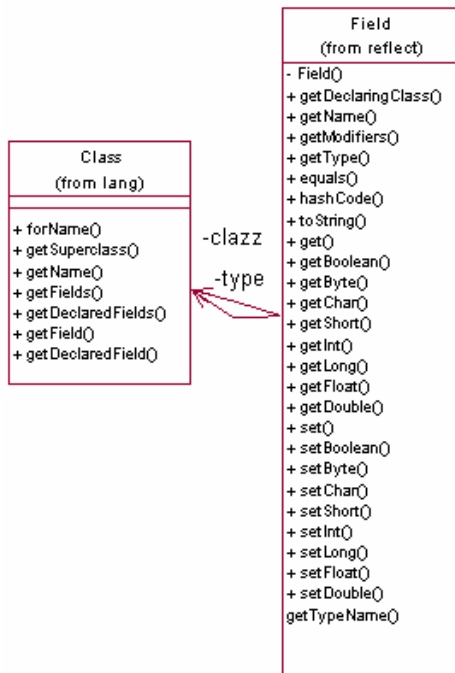 Class
(from lang)
+ forName()
+ getSuperclass()
+ getName()
+ getFields()
+ getDeclaredFields()
+ getField()
+ getDeclaredField()
-clazz
-type
Field
(from reflect)
- Field()
+ getDeclaringClass()
+ getName()
+ getModifiers()
+ getType()
+ equals()
+ hashCode()
+ toString()
+ get()
+ getBoolean()
+ getByte()
+ getChar()
+ getShort()
+ getInt()
+ getLong()
+ getFloat()
+ getDouble()
+ set()
+ setBoolean()
+ setByte()
+ setChar()
+ setShort()
+ setInt()
+ setLong()
+ setFloat()
+ setDouble()
getTypeName()